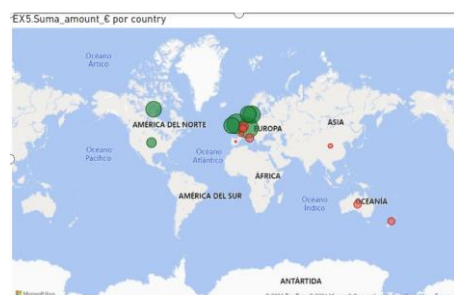 EX5.Suma_amount_€ por country
Océano
Ártico
AMÉRICA DEL NORTE
EUROPA
ASIA
Océano
Pacífico
Océano
Atlántico
ÁFRICA
AMÉRICA DEL SUR
Océano
Índico
OCEANÍA
ANTÁRTIDA